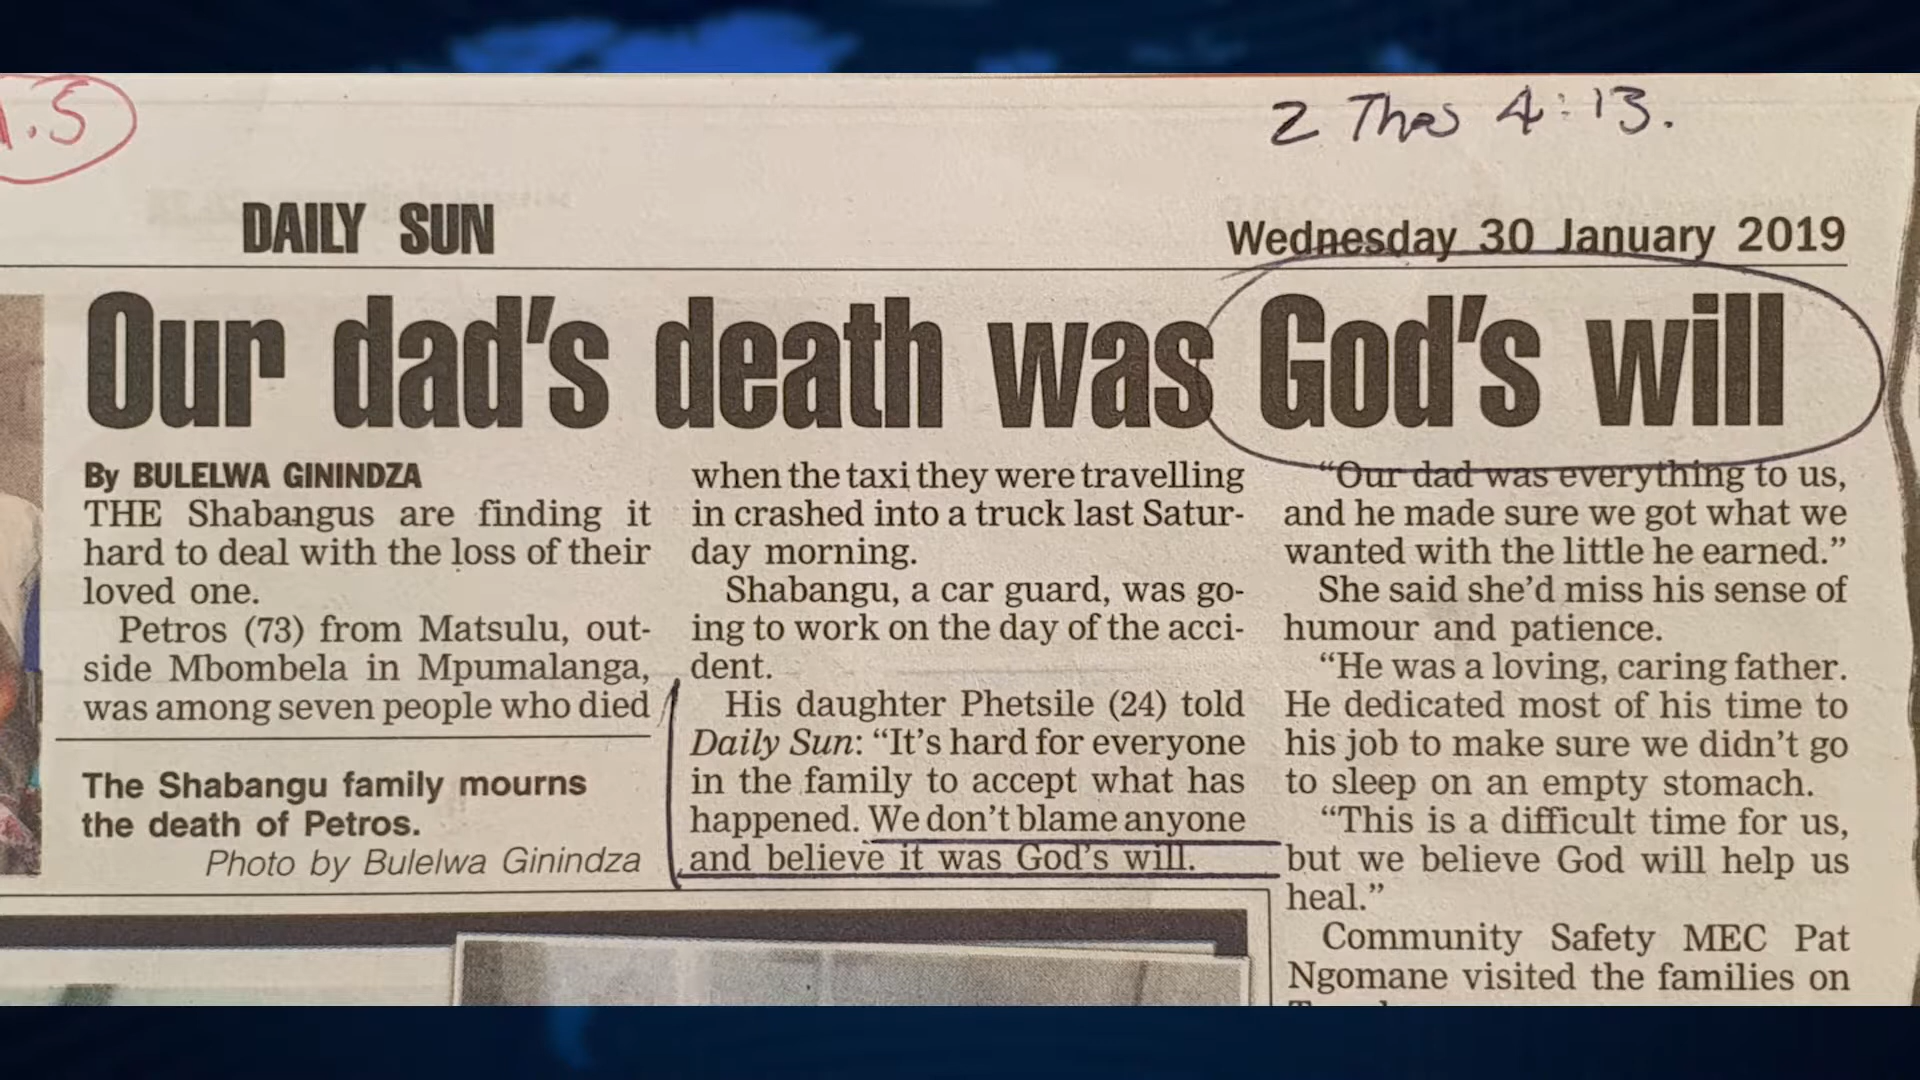 1.5
2 Thes 4:13.
DAILY SUN
Wednesday 30 January 2019
Our dad's death was God's will
By BULELWA GININDZA
THE Shabangus are finding it
hard to deal with the loss of their
loved one.
Petros (73) from Matsulu, out-
side Mbombela in Mpumalanga,
was among seven people who died
The Shabangu family mourns
the death of Petros.
Photo by Bulelwa Ginindza
when the taxi they were travelling
in crashed into a truck last Satur-
day morning.
Shabangu, a car guard, was go-
ing to work on the day of the acci-
dent.
His daughter Phetsile (24) told
Daily Sun: “It's hard for everyone
in the family to accept what has
happened. We don't blame anyone
and believe it was God's will.
“Our dad was everything to us,
and he made sure we got what we
wanted with the little he earned.”
She said she'd miss his sense of
humour and patience.
“He was a loving, caring father.
He dedicated most of his time to
his job to make sure we didn't go
to sleep on an empty stomach.
“This is a difficult time for us,
but we believe God will help us
heal.”
Community Safety MEC Pat
Ngomane visited the families on